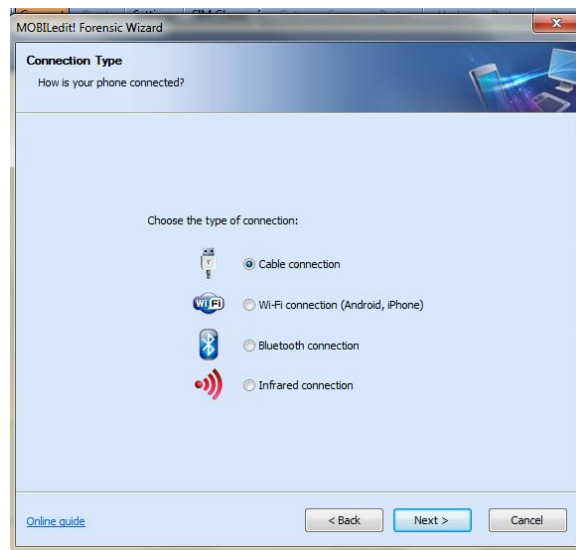 MOBILedit! Forensic Wizard
Connection Type
How is your phone connected?
Choose the type of connection:
Cable connection
WiFi
Wi-Fi connection (Android, iPhone)
Bluetooth connection
Infrared connection
Online guide
< Back
Next >
Cancel